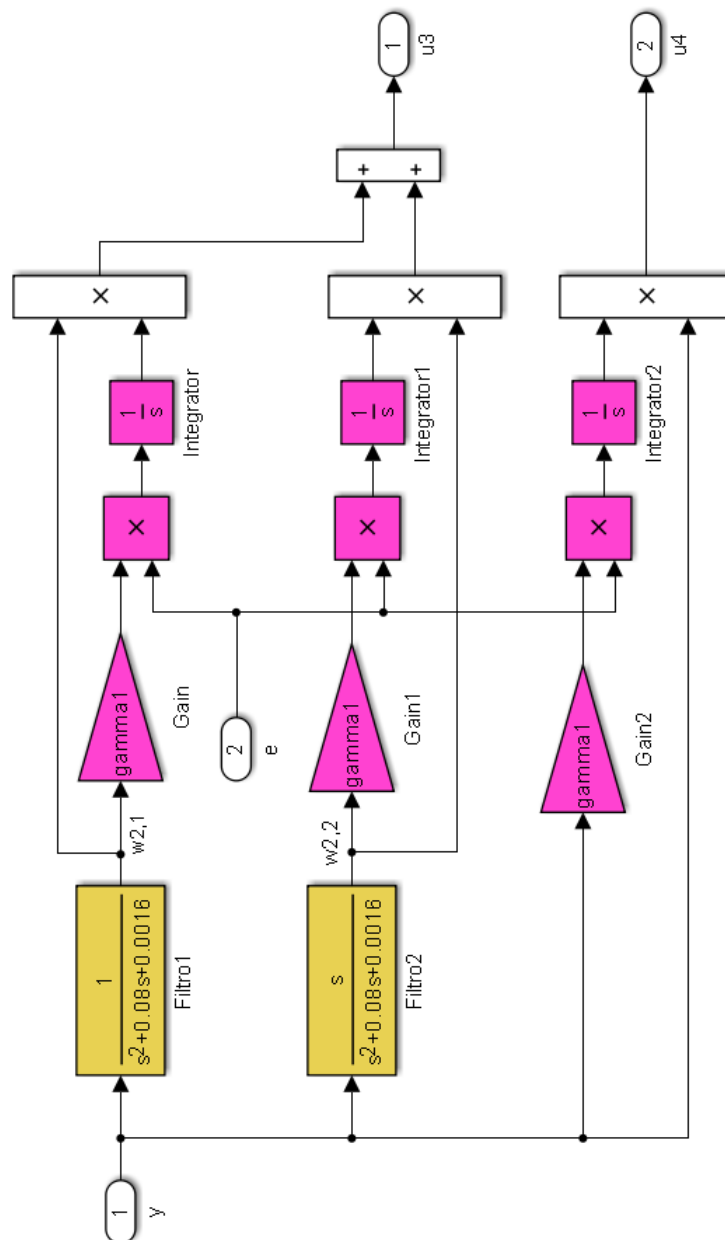 1
y
1
s²+0.08s+0.0016
Filtro1
w2,1
gamma1
Gain
×
1
s
Integrator
×
s
s²+0.08s+0.0016
Filtro2
w2,2
gamma1
Gain1
×
1
s
Integrator1
×
2
e
gamma1
Gain2
×
1
s
Integrator2
×
+
+
1
u3
2
u4